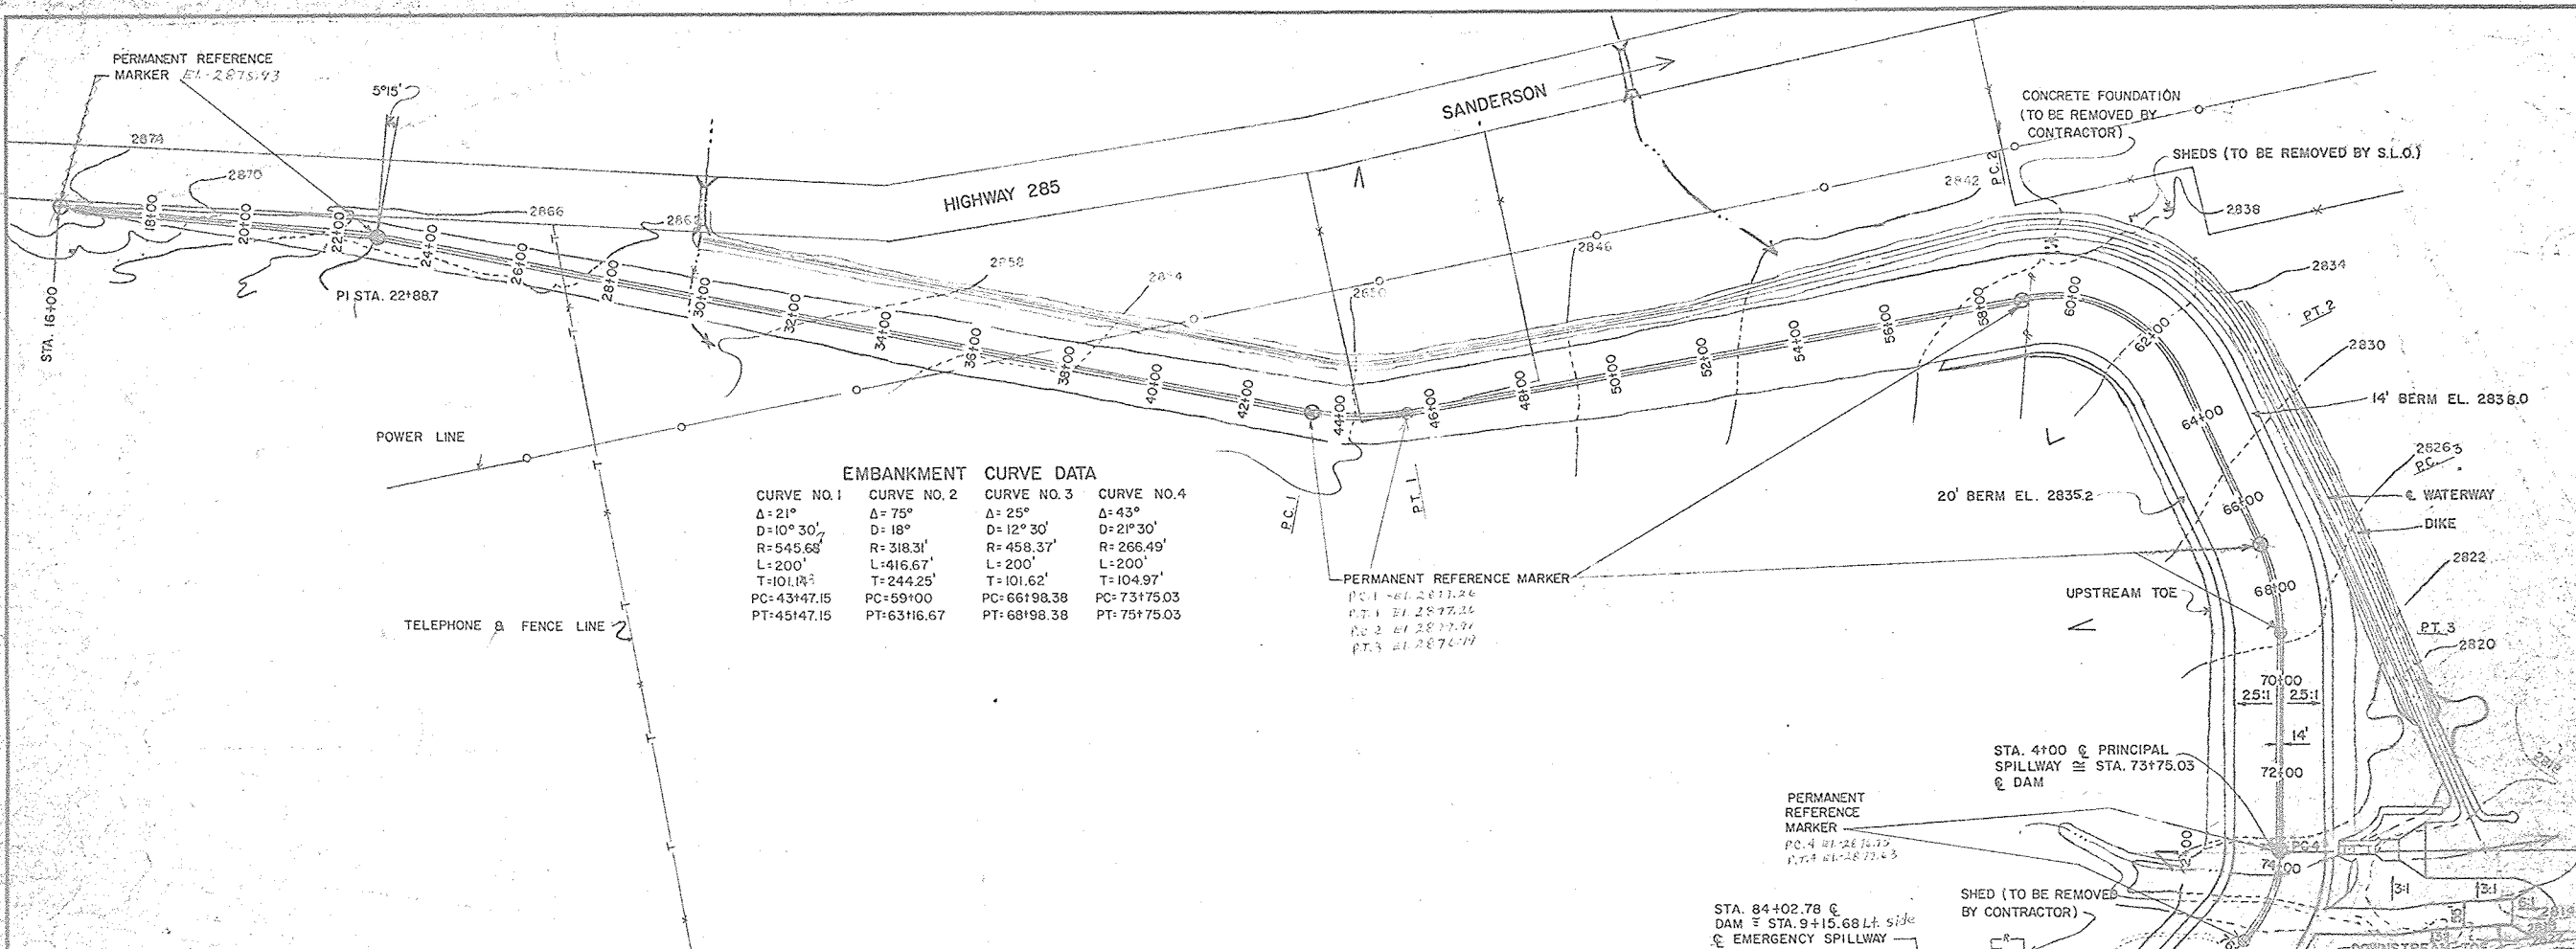 PERMANENT REFERENCE
MARKER
5°15'
SANDERSON
CONCRETE FOUNDATION
(TO BE REMOVED BY
CONTRACTOR)
SHEDS (TO BE REMOVED BY S.L.O.)
P.C. 2
2874
2870
2866
HIGHWAY 285
2842
2838
18+00
20+00
22+00
24+00
26+00
28+00
30+00
32+00
34+00
36+00
38+00
40+00
42+00
44+00
46+00
48+00
50+00
52+00
54+00
56+00
58+00
60+00
62+00
64+00
66+00
68+00
70+00
72+00
74+00
2858
2846
2834
STA. 16+00
PI STA. 22+88.7
PT. 2
2830
14' BERM EL. 2838.0
POWER LINE
EMBANKMENT CURVE DATA
CURVE NO. 1 CURVE NO. 2 CURVE NO. 3 CURVE NO. 4
Δ = 21° Δ = 75° Δ = 25° Δ = 43°
D = 10° 30' D = 18° D = 12° 30' D = 21° 30'
R = 545.68' R = 318.31' R = 458.37' R = 266.49'
L = 200' L = 416.67' L = 200' L = 200'
T = 244.25' T = 101.62' T = 104.97'
PC = 43+47.15 PC = 59+00 PC = 66+98.38 PC = 73+75.03
PT = 45+47.15 PT = 63+16.67 PT = 68+98.38 PT = 75+75.03
P.C. 1
P.T. 1
20' BERM EL. 2835.2
℄ WATERWAY
DIKE
2822
PERMANENT REFERENCE MARKER
UPSTREAM TOE
TELEPHONE & FENCE LINE
PT. 3
2820
2.5:1 2.5:1
14'
STA. 4+00 ℄ PRINCIPAL
SPILLWAY ≅ STA. 73+75.03
℄ DAM
PERMANENT
REFERENCE
MARKER
PC 4
SHED (TO BE REMOVED
BY CONTRACTOR)
3:1
3:1
STA. 84+02.78 ℄
DAM = STA. 9+15.68 Lt. side
℄ EMERGENCY SPILLWAY